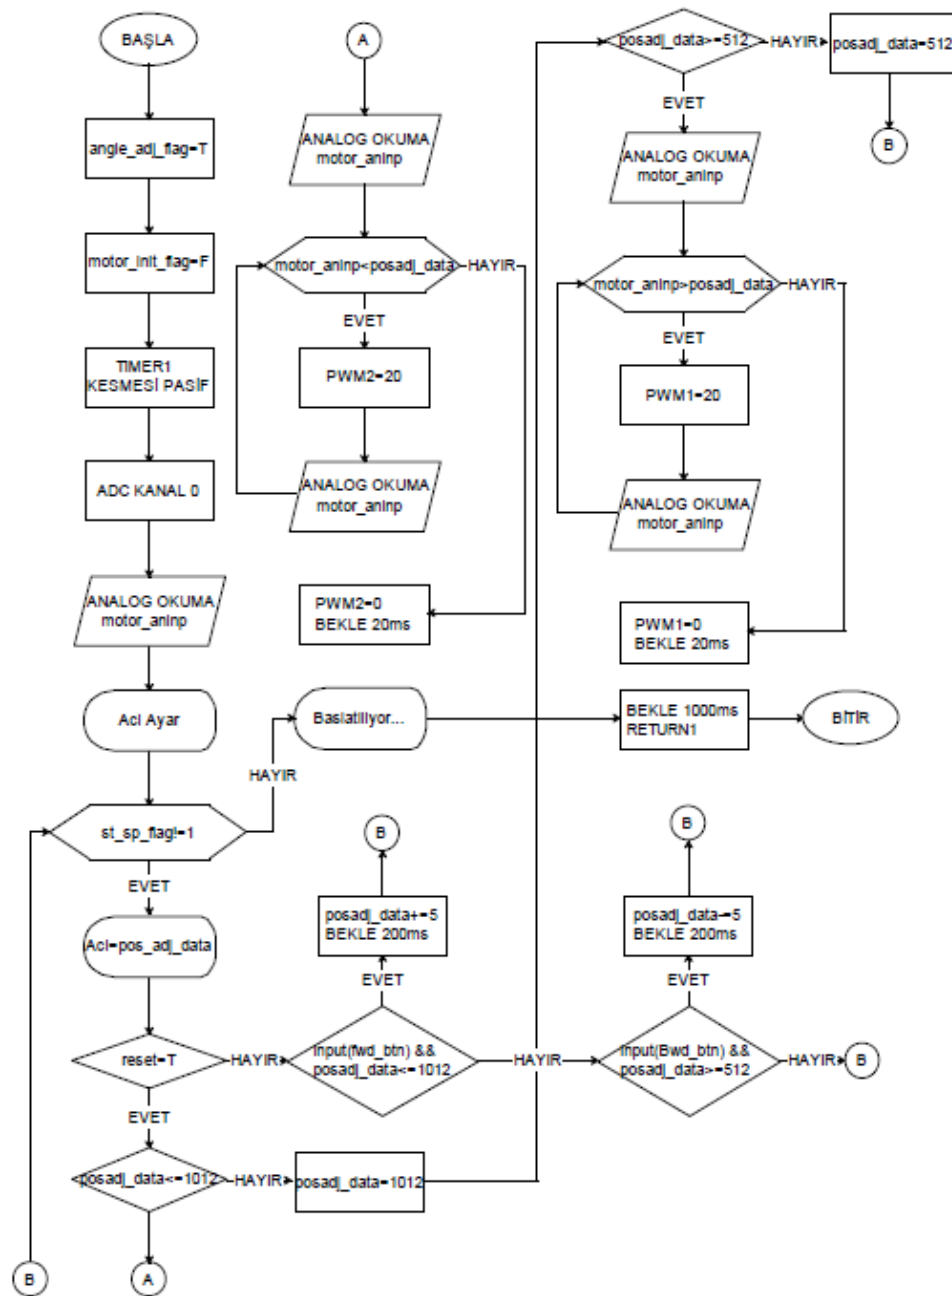 BAŞLA
angle_adj_flag=T
motor_init_flag=F
TIMER1
KESMESİ PASİF
ADC KANAL 0
ANALOG OKUMA
motor_aninp
Aci Ayar
st_sp_flag!=1
HAYIR
EVET
Aci=pos_adj_data
reset=T
HAYIR
EVET
posadj_data<=1012
HAYIR
posadj_data=1012
B
A
A
ANALOG OKUMA
motor_aninp
motor_aninp<posadj_data
HAYIR
EVET
PWM2=20
ANALOG OKUMA
motor_aninp
PWM2=0
BEKLE 20ms
Baslatiliyor...
BEKLE 1000ms
RETURN1
BİTİR
B
posadj_data+=5
BEKLE 200ms
EVET
input(fwd_btn) &&
posadj_data<=1012
HAYIR
B
posadj_data-=5
BEKLE 200ms
EVET
input(Bwd_btn) &&
posadj_data>=512
HAYIR
B
posadj_data>=512
HAYIR
posadj_data=512
B
EVET
ANALOG OKUMA
motor_aninp
motor_aninp>posadj_data
HAYIR
EVET
PWM1=20
ANALOG OKUMA
motor_aninp
PWM1=0
BEKLE 20ms